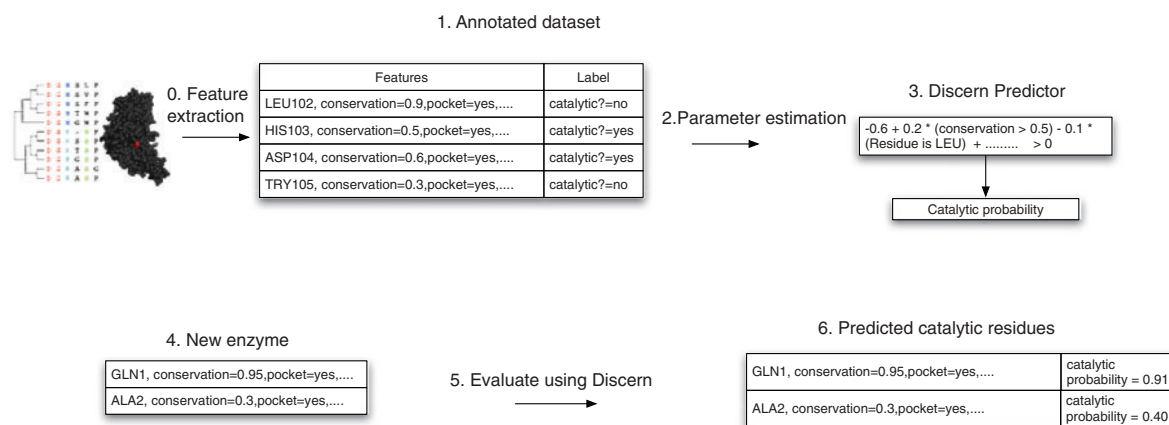 1. Annotated dataset
0. Feature
extraction
Features
Label
LEU102, conservation=0.9,pocket=yes,....
catalytic?=no
HIS103, conservation=0.5,pocket=yes,....
catalytic?=yes
ASP104, conservation=0.6,pocket=yes,....
catalytic?=yes
TRY105, conservation=0.3,pocket=yes,....
catalytic?=no
2.Parameter estimation
3. Discern Predictor
-0.6 + 0.2 * (conservation > 0.5) - 0.1 *
(Residue is LEU) + ......... > 0
Catalytic probability
4. New enzyme
GLN1, conservation=0.95,pocket=yes,....
ALA2, conservation=0.3,pocket=yes,....
5. Evaluate using Discern
6. Predicted catalytic residues
GLN1, conservation=0.95,pocket=yes,....
catalytic
probability = 0.91
ALA2, conservation=0.3,pocket=yes,....
catalytic
probability = 0.40